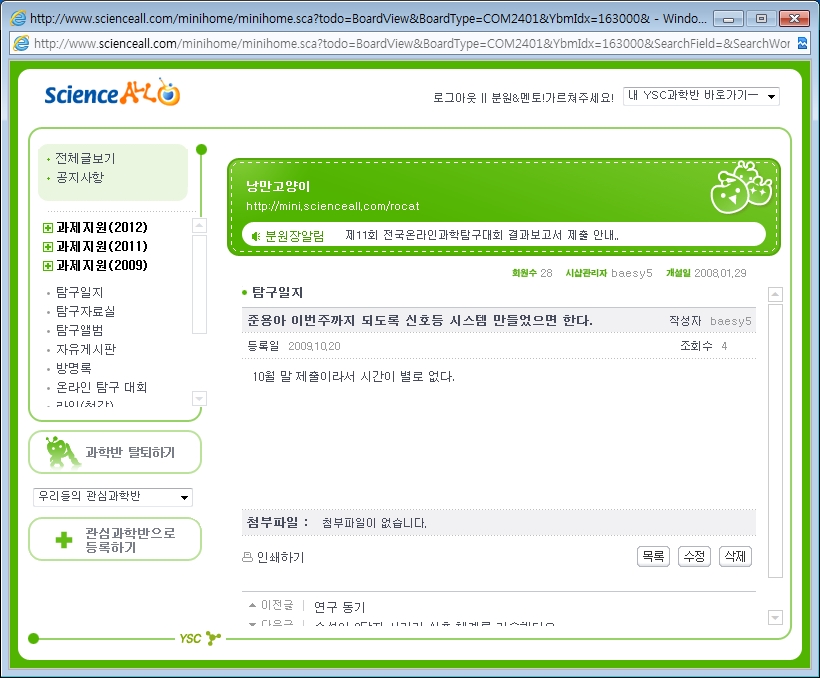 http://www.scienceall.com/minihome/minihome.sca?todo=BoardView&BoardType=COM2401&YbmIdx=163000& - Windo...
http://www.scienceall.com/minihome/minihome.sca?todo=BoardView&BoardType=COM2401&YbmIdx=163000&SearchField=&SearchWor
Science ALL
로그아웃 || 분원&멘토!가르쳐주세요!
내 YSC과학반 바로가기ㅡ
전체글보기
공지사항
과제지원(2012)
과제지원(2011)
과제지원(2009)
탐구일지
탐구자료실
탐구앨범
자유게시판
방명록
온라인 탐구 대회
과학반 탈퇴하기
우리들의 관심과학반
관심과학반으로
등록하기
낭만고양이
http://mini.scienceall.com/rocat
분원장알림 제11회 전국온라인과학탐구대회 결과보고서 제출 안내..
회원수 28 시샵관리자 baesy5 개설일 2008.01.29
탐구일지
준용아 이번주까지 되도록 신호등 시스템 만들었으면 한다. 작성자 baesy5
등록일 2009.10.20 조회수 4
10월 말 제출이라서 시간이 별로 없다.
첨부파일 : 첨부파일이 없습니다.
인쇄하기
목록 수정 삭제
이전글 연구 동기
YSC